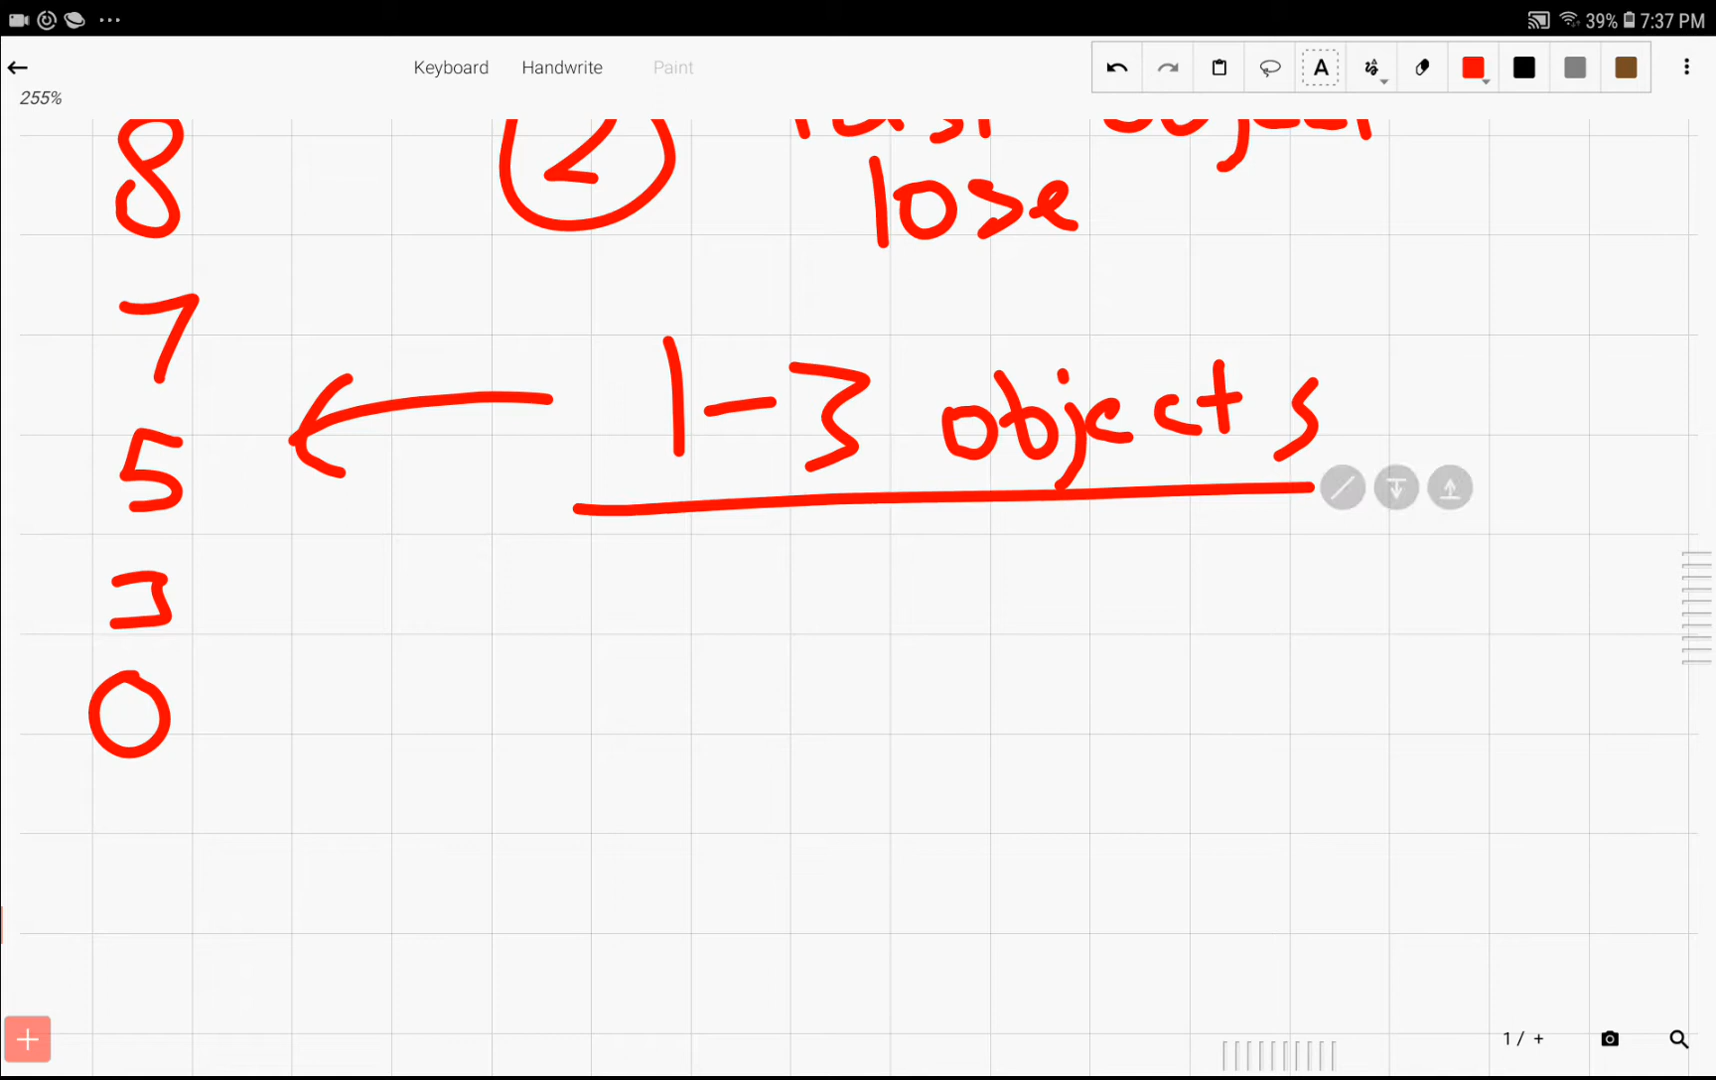 39% 7:37 PM
Keyboard Handwrite Paint A
255%
8
2 object
lose
7
1-3 objects
5
3
0
1 / +